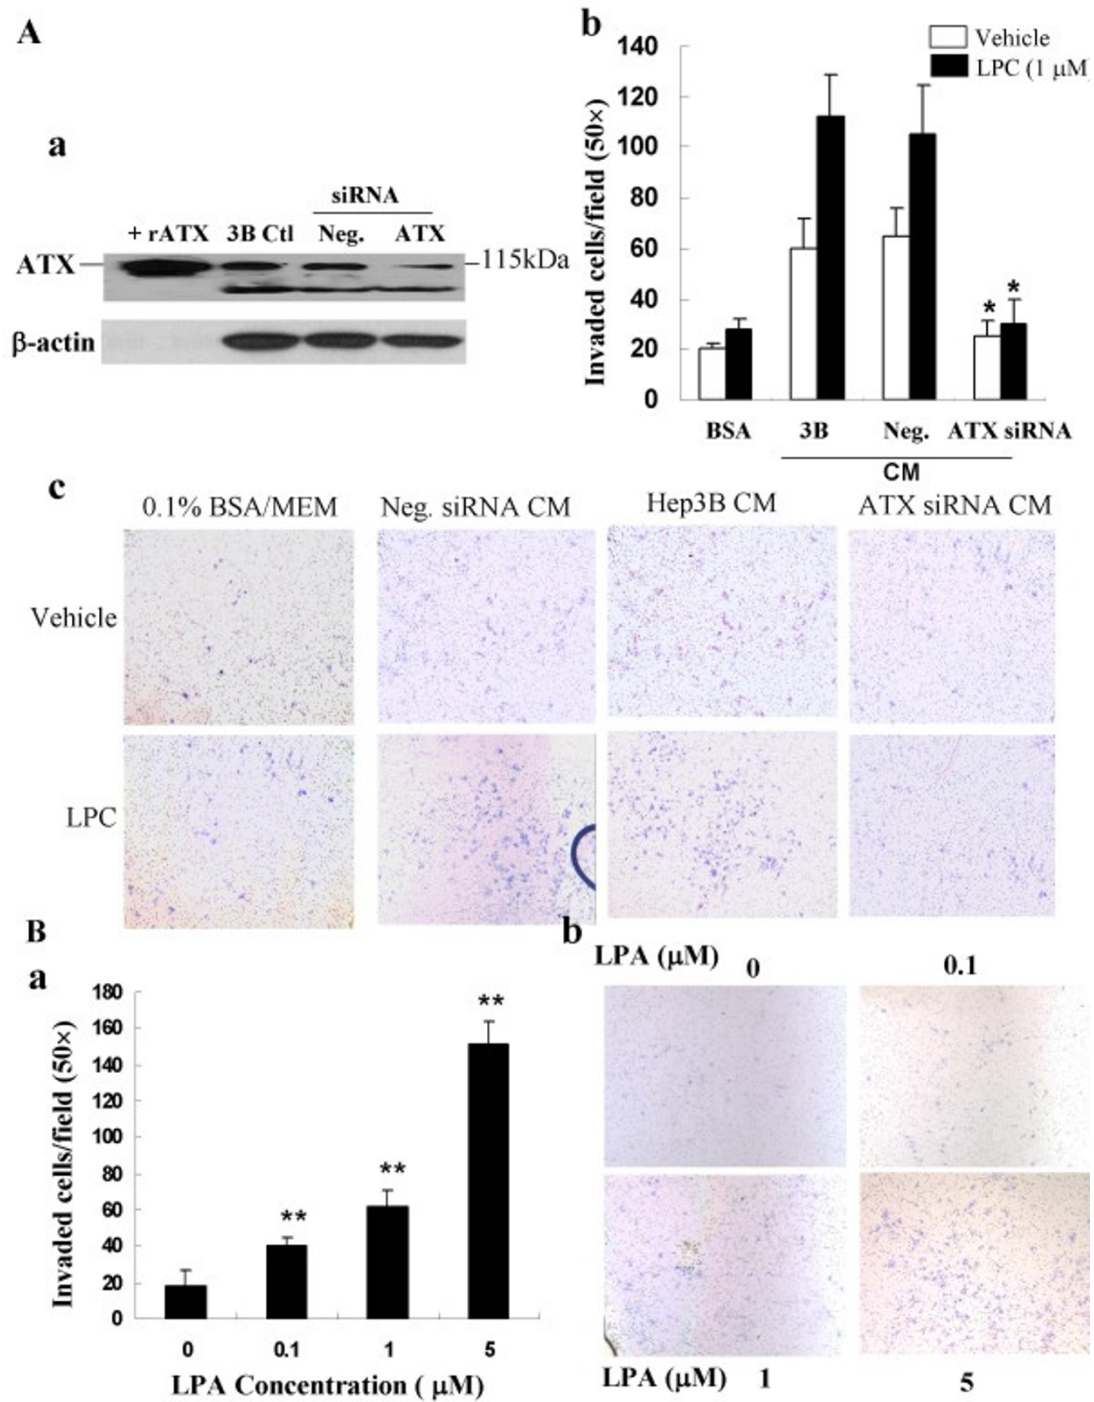 A
a
siRNA
+ rATX 3B Ctl Neg. ATX
ATX
115kDa
β-actin
b
Vehicle
LPC (1 μM
Invaded cells/field (50×)
140
120
100
80
60
40
20
0
* *
BSA 3B Neg. ATX siRNA
CM
c
0.1% BSA/MEM Neg. siRNA CM Hep3B CM ATX siRNA CM
Vehicle
LPC
B
a
Invaded cells/field (50×)
180
160
140
120
100
80
60
40
20
0
** ** **
0 0.1 1 5
LPA Concentration ( μM)
b
LPA (μM) 0 0.1
LPA (μM) 1 5